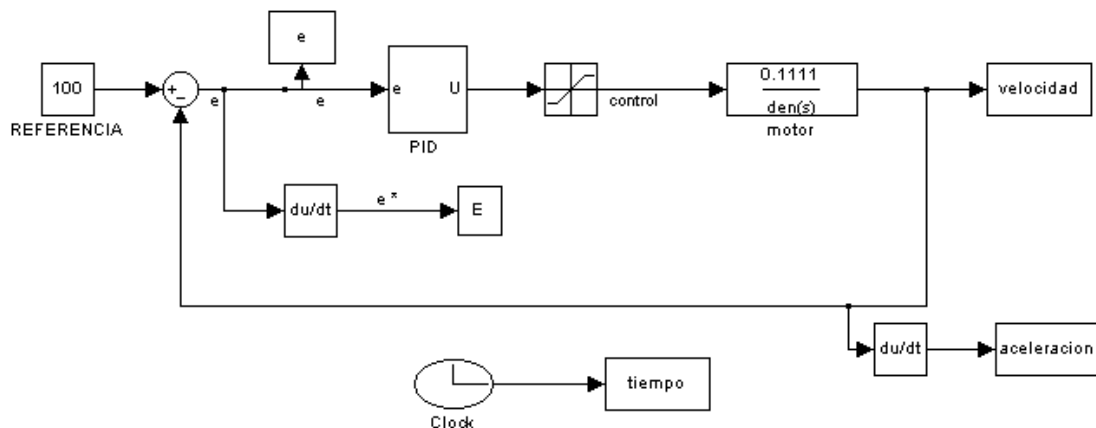 e
100
+
−
e
e
e
U
0.1111
den(s)
velocidad
control
REFERENCIA
motor
PID
du/dt
e *
E
du/dt
aceleracion
tiempo
Clock